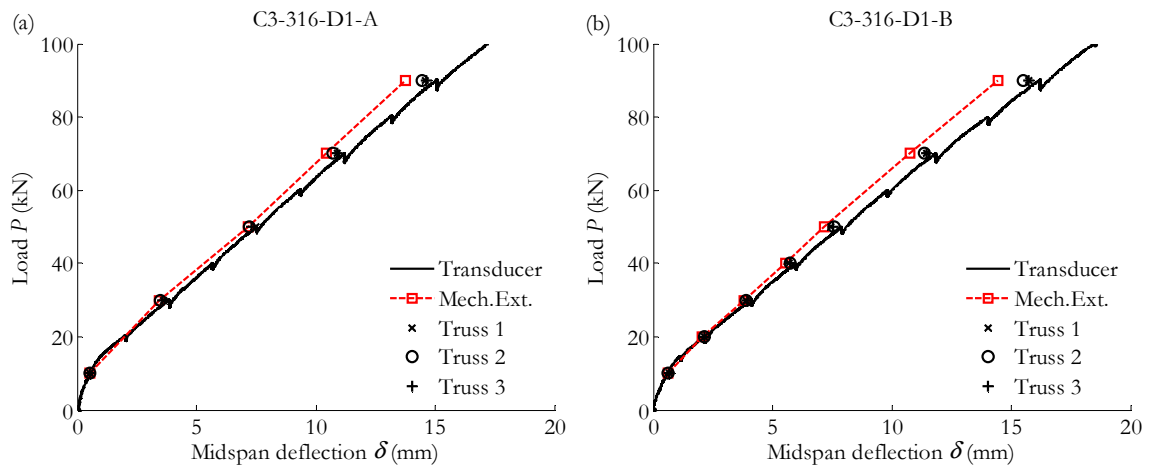 (a)
C3-316-D1-A
100
80
60
40
20
0
Load P (kN)
Transducer
Mech.Ext.
Truss 1
Truss 2
Truss 3
0 5 10 15 20
Midspan deflection δ (mm)
(b)
C3-316-D1-B
100
80
60
40
20
0
Load P (kN)
Transducer
Mech.Ext.
Truss 1
Truss 2
Truss 3
0 5 10 15 20
Midspan deflection δ (mm)